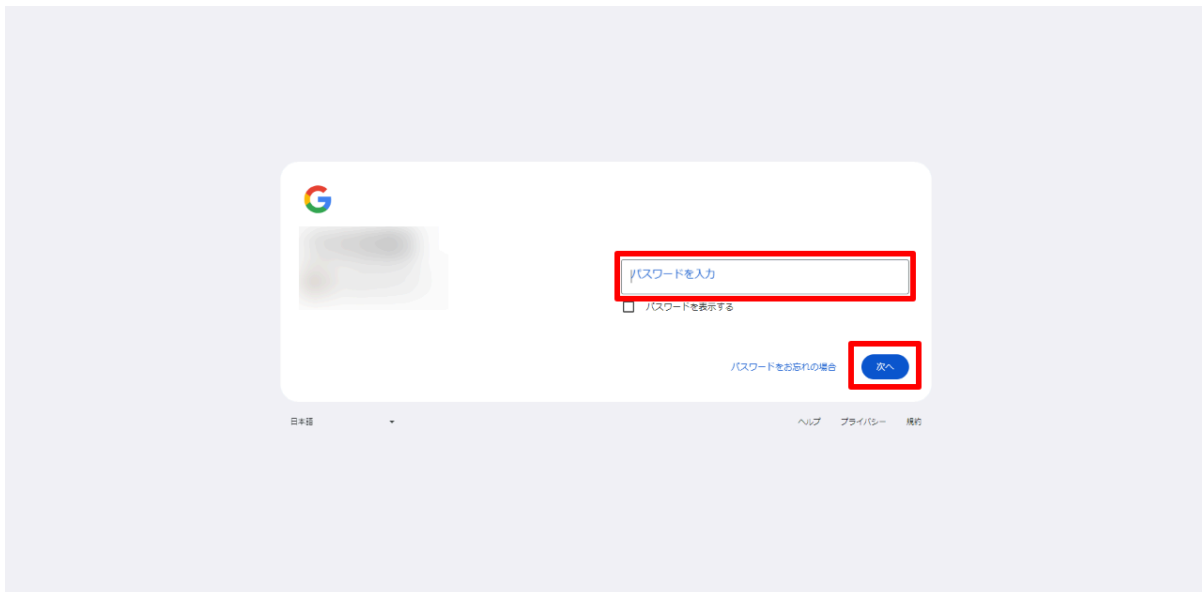 パスワードを入力
パスワードを表示する
パスワードをお忘れの場合 次へ
日本語 ヘルプ プライバシー 規約